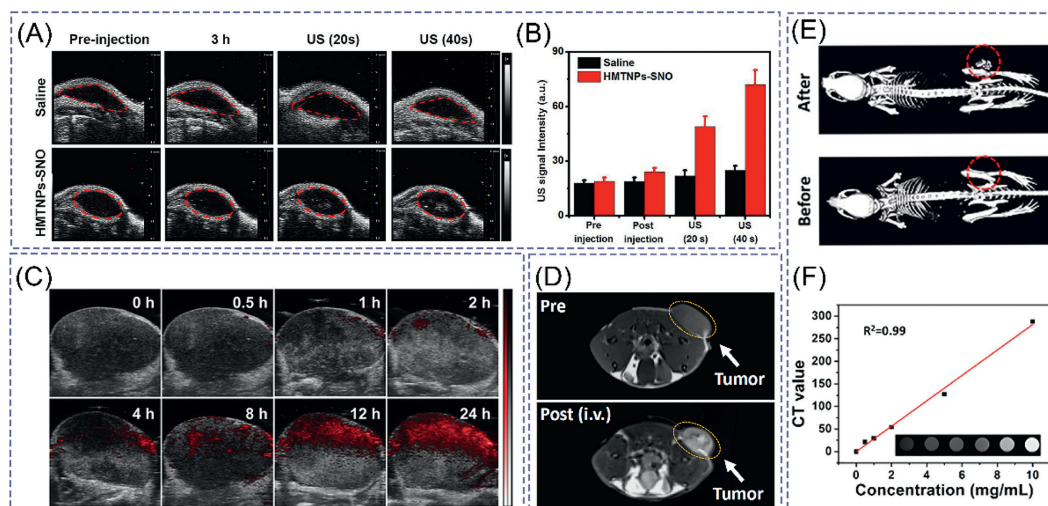 (A)
Pre-injection 3 h US (20s) US (40s)
Saline
HMTNPs-SNO
(B)
US signal Intensity (a.u.)
90
60
30
0
Saline
HMTNPs-SNO
Pre injection
Post injection
US (20 s)
US (40 s)
(C)
0 h 0.5 h 1 h 2 h
4 h 8 h 12 h 24 h
(D)
Pre
Tumor
Post (i.v.)
Tumor
(E)
After
Before
(F)
CT value
300
250
200
150
100
50
0
R²=0.99
0 2 4 6 8 10
Concentration (mg/mL)